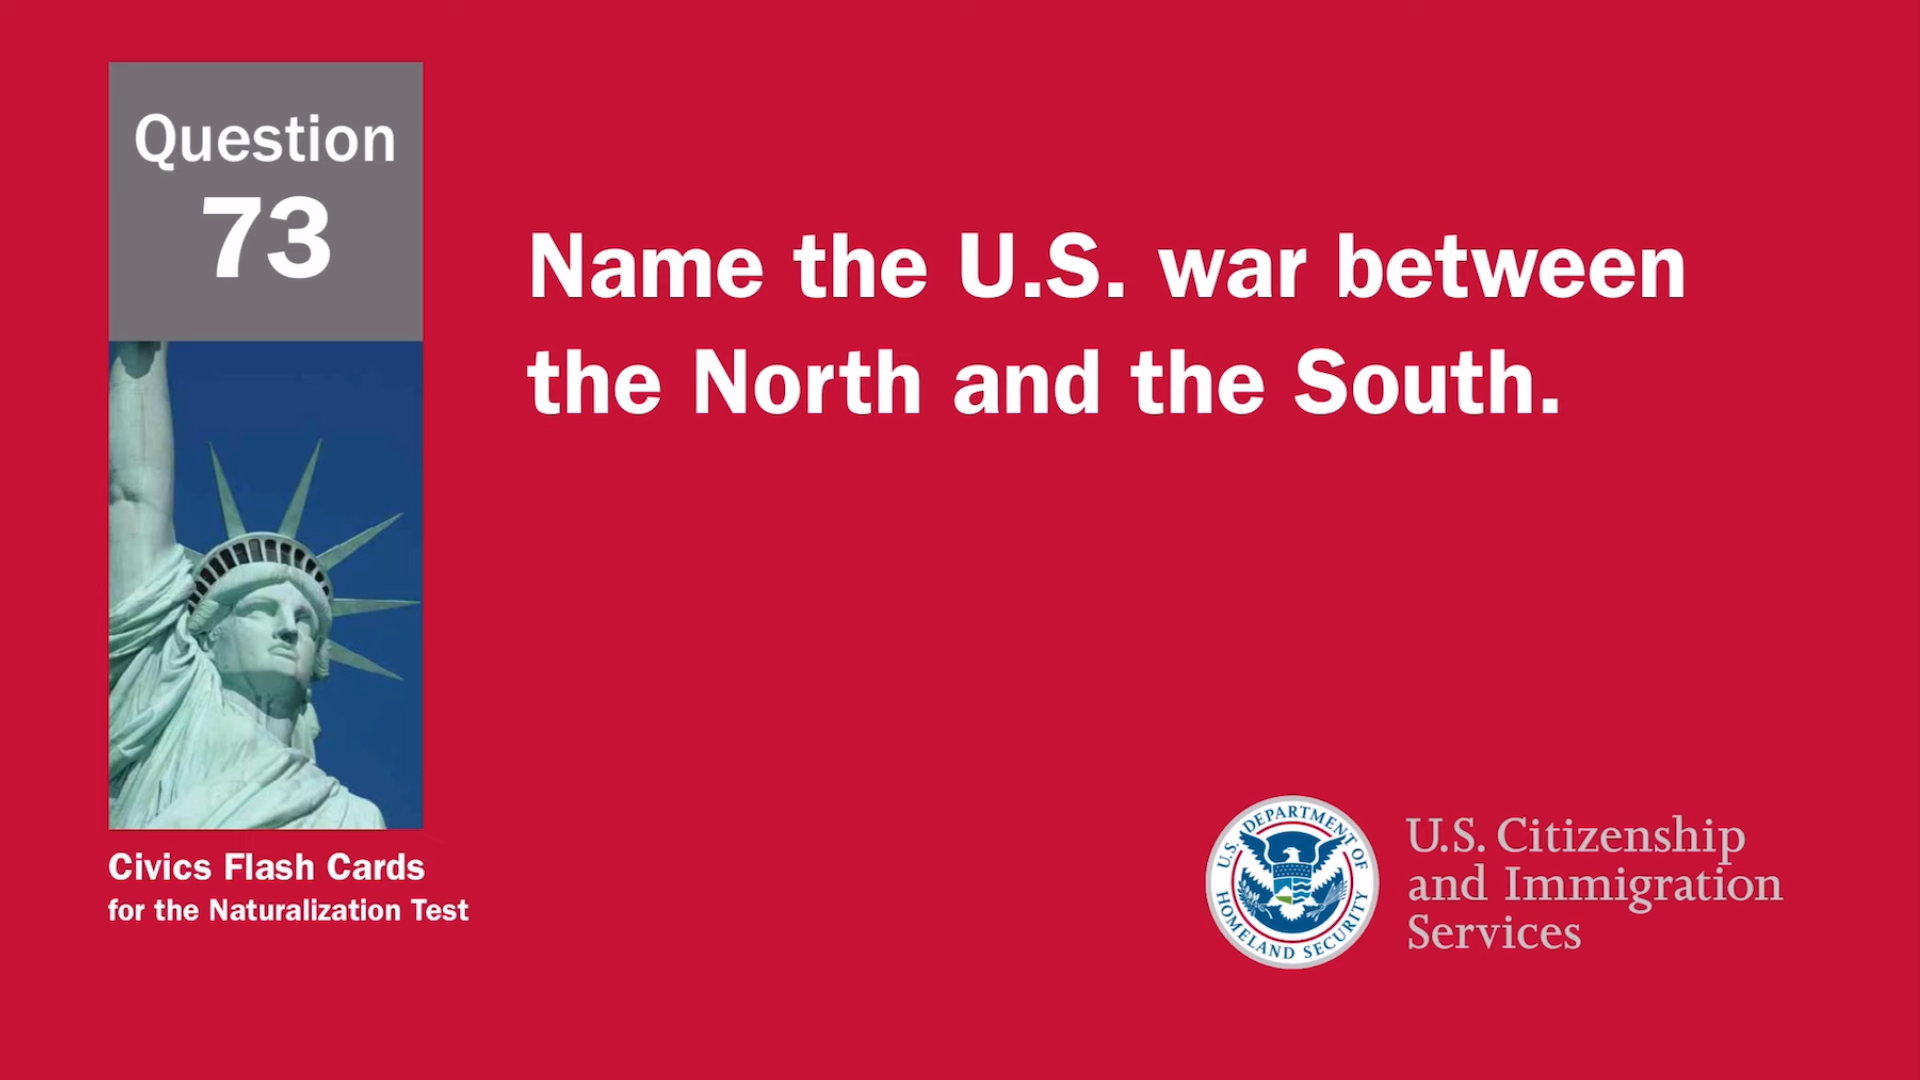 Question
73
Name the U.S. war between
the North and the South.
Civics Flash Cards
for the Naturalization Test
U.S. DEPARTMENT OF
HOMELAND SECURITY
U.S. Citizenship
and Immigration
Services